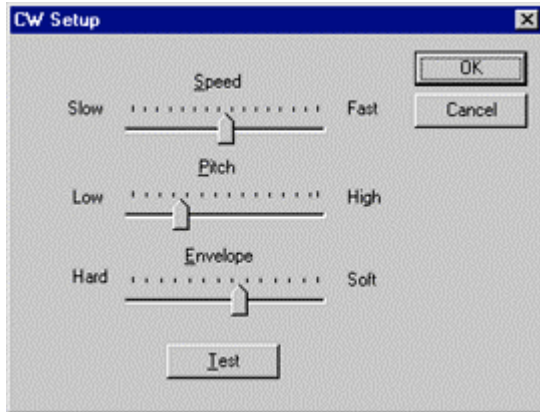 CW Setup
OK
Speed
Slow
Fast
Cancel
Pitch
Low
High
Envelope
Hard
Soft
Test